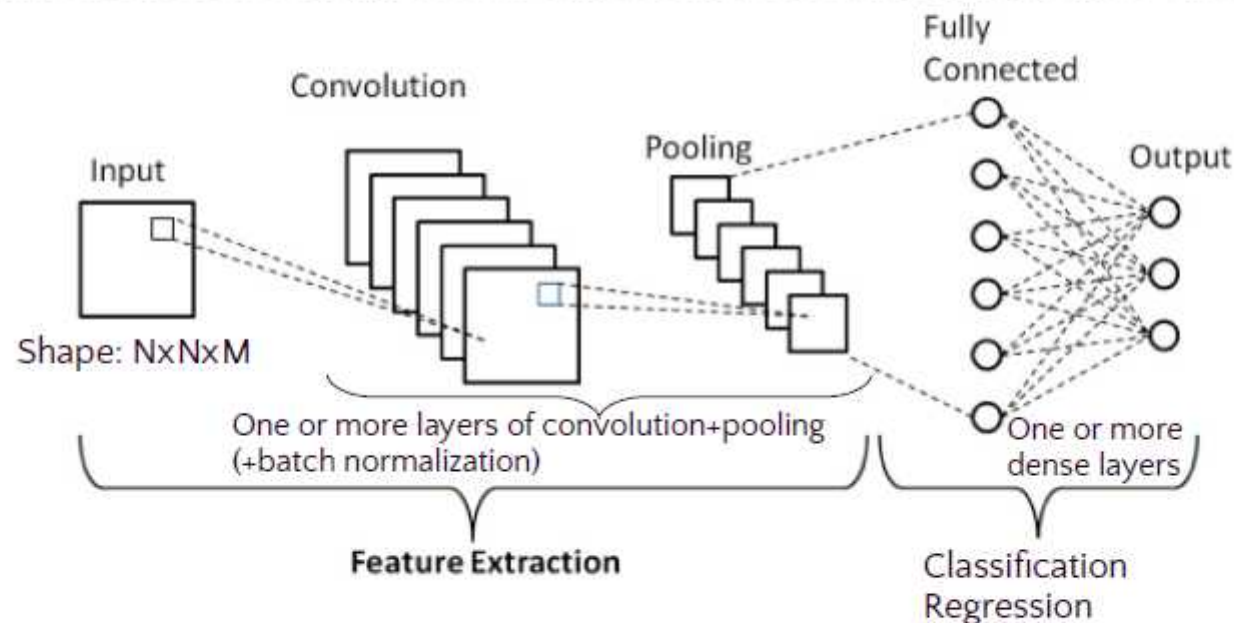 Fully
Connected
Convolution
Pooling
Output
Input
Shape: NxNxM
One or more layers of convolution+pooling
(+batch normalization)
One or more
dense layers
Feature Extraction
Classification
Regression